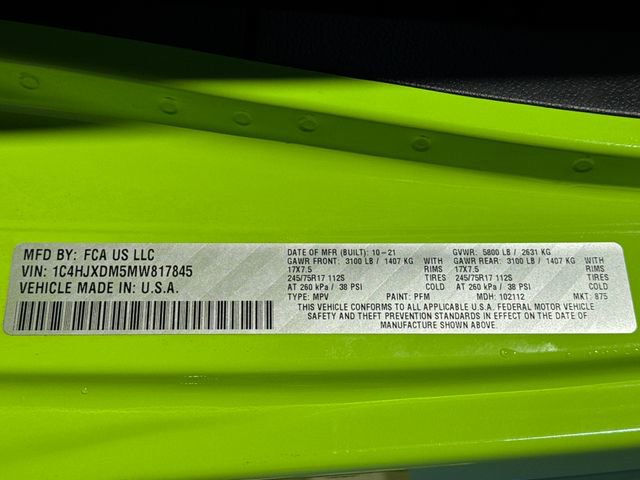 MFD BY: FCA US LLC
VIN: 1C4HJXDM5MW817845
VEHICLE MADE IN: U.S.A.
DATE OF MFR (BUILT): 10-21 GVWR: 5800 LB / 2631 KG
GAWR FRONT: 3100 LB / 1407 KG WITH GAWR REAR: 3100 LB / 1407 KG WITH
17X7.5 RIMS 17X7.5 RIMS
245/75R17 112S TIRES 245/75R17 112S TIRES
AT 260 kPa / 38 PSI COLD AT 260 kPa / 38 PSI COLD
TYPE: MPV PAINT: PFM MDH: 102112 MKT: 875
THIS VEHICLE CONFORMS TO ALL APPLICABLE U.S.A. FEDERAL MOTOR VEHICLE
SAFETY AND THEFT PREVENTION STANDARDS IN EFFECT ON THE DATE OF
MANUFACTURE SHOWN ABOVE.